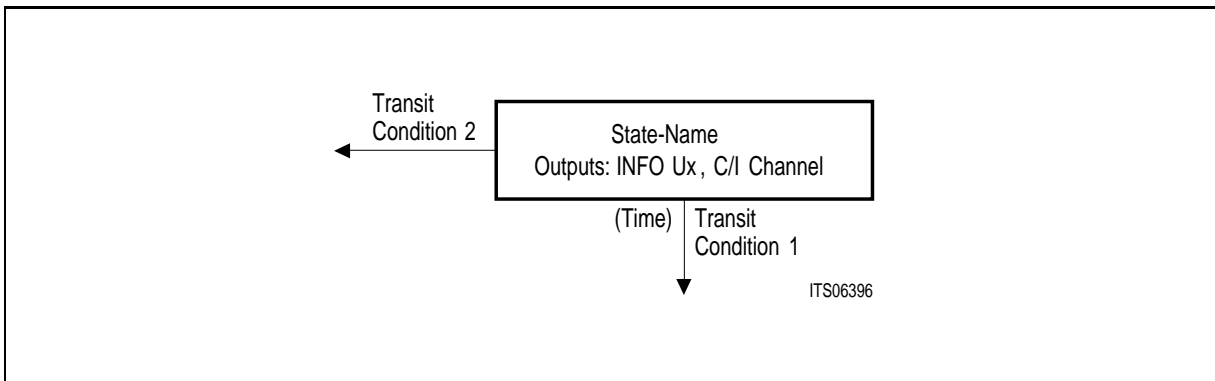 Transit
Condition 2
State-Name
Outputs: INFO Ux, C/I Channel
(Time)
Transit
Condition 1
ITS06396